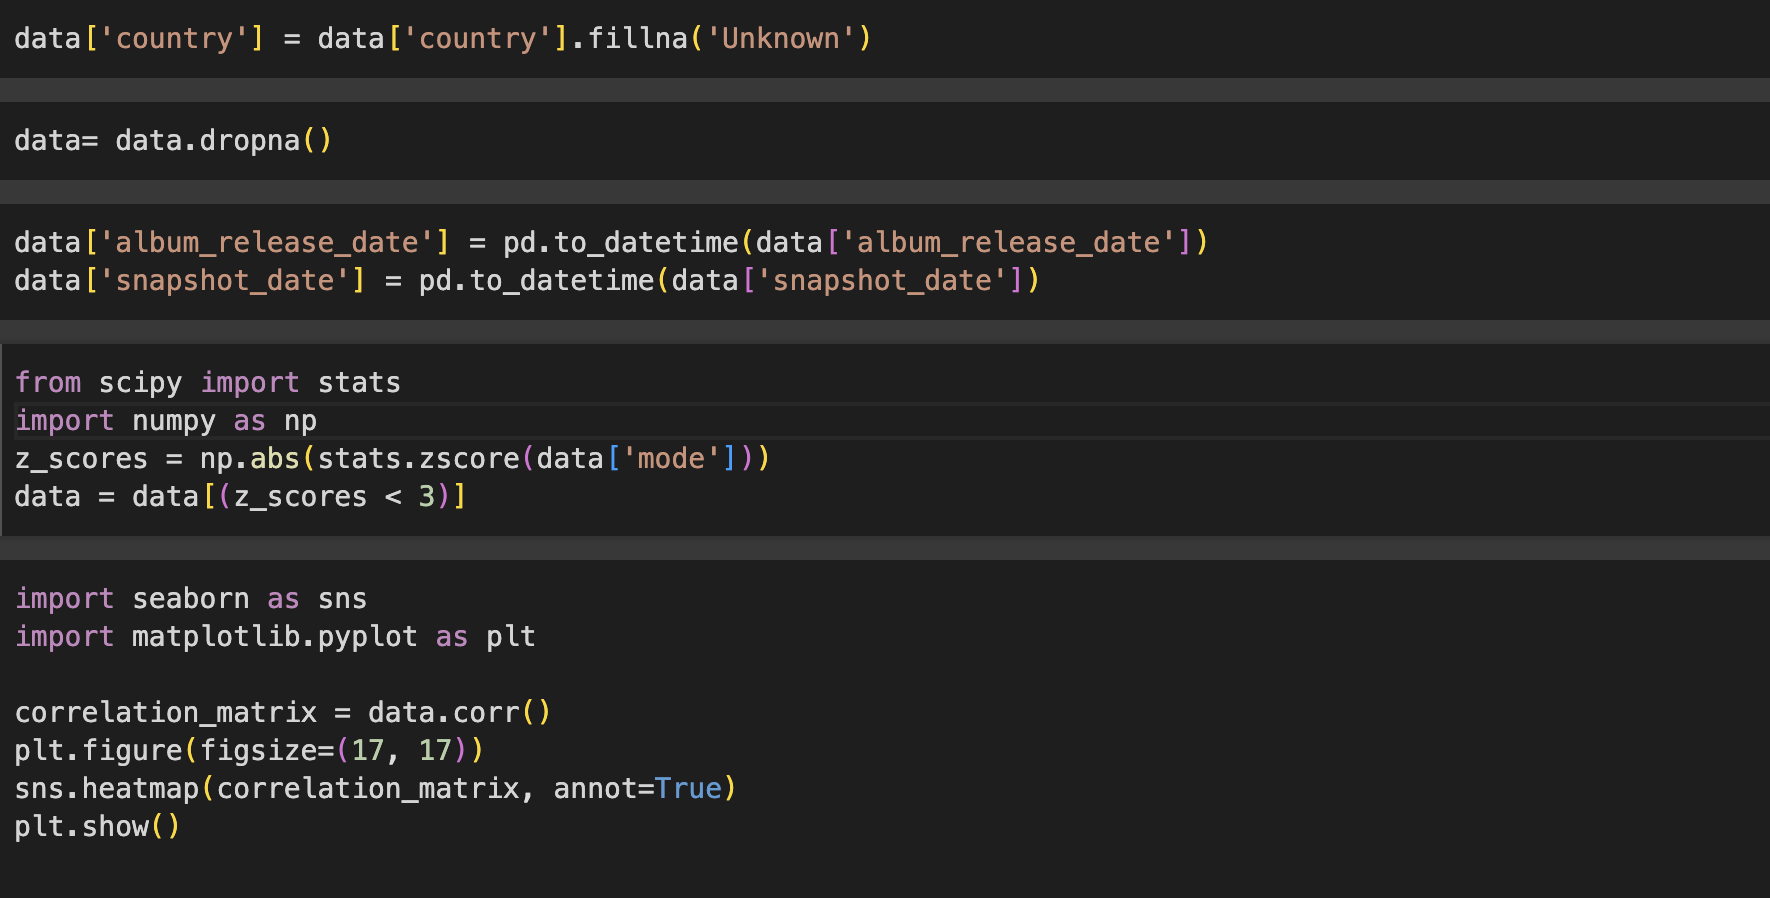 data['country'] = data['country'].fillna('Unknown')
data= data.dropna()
data['album_release_date'] = pd.to_datetime(data['album_release_date'])
data['snapshot_date'] = pd.to_datetime(data['snapshot_date'])
from scipy import stats
import numpy as np
z_scores = np.abs(stats.zscore(data['mode']))
data = data[(z_scores < 3)]
import seaborn as sns
import matplotlib.pyplot as plt
correlation_matrix = data.corr()
plt.figure(figsize=(17, 17))
sns.heatmap(correlation_matrix, annot=True)
plt.show()